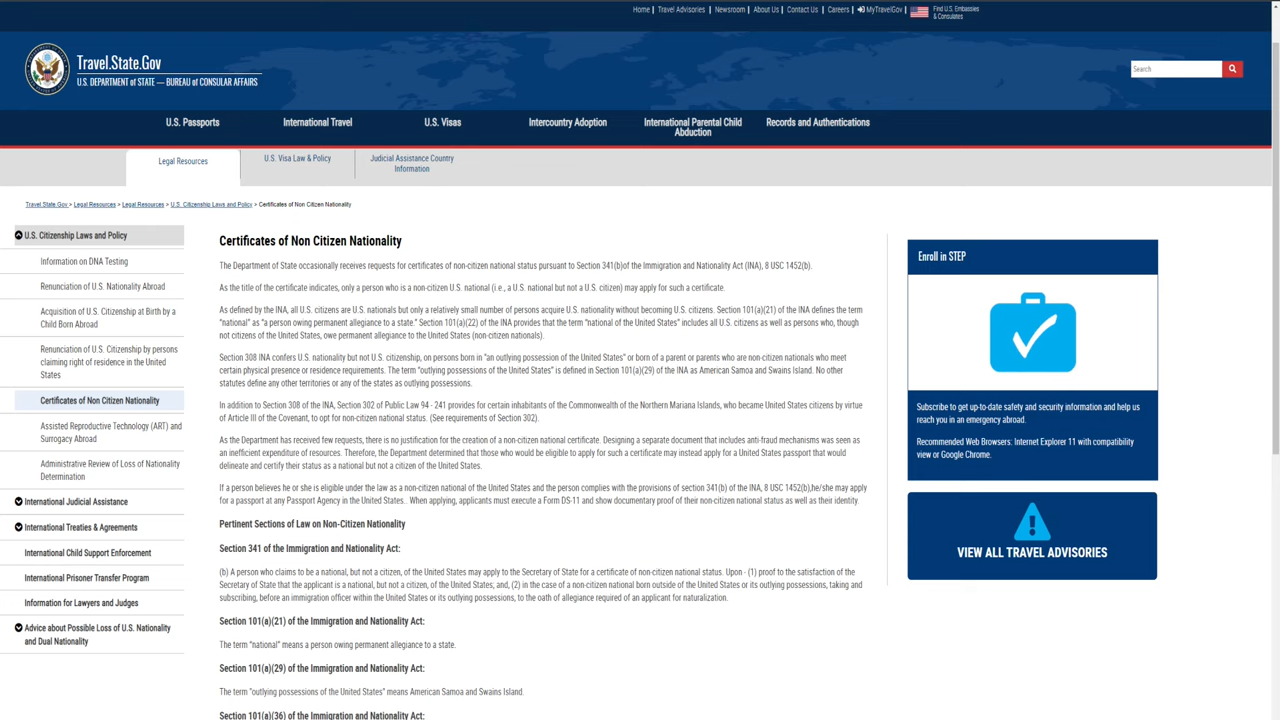 Home | Travel Advisories | Newsroom | About Us | Contact Us | Careers | MyTravelGov | Find U.S. Embassies
& Consulates
Travel.State.Gov
U.S. DEPARTMENT of STATE — BUREAU of CONSULAR AFFAIRS
Search
U.S. Passports
International Travel
U.S. Visas
Intercountry Adoption
International Parental Child
Abduction
Records and Authentications
Legal Resources
U.S. Visa Law & Policy
Judicial Assistance Country
Information
Travel.State.Gov > Legal Resources > Legal Resources > U.S. Citizenship Laws and Policy > Certificates of Non Citizen Nationality
U.S. Citizenship Laws and Policy
Information on DNA Testing
Renunciation of U.S. Nationality Abroad
Acquisition of U.S. Citizenship at Birth by a
Child Born Abroad
Renunciation of U.S. Citizenship by persons
claiming right of residence in the United
States
Certificates of Non Citizen Nationality
Assisted Reproductive Technology (ART) and
Surrogacy Abroad
Administrative Review of Loss of Nationality
Determination
International Judicial Assistance
International Treaties & Agreements
International Child Support Enforcement
International Prisoner Transfer Program
Information for Lawyers and Judges
Advice about Possible Loss of U.S. Nationality
and Dual Nationality
Certificates of Non Citizen Nationality
The Department of State occasionally receives requests for certificates of non-citizen national status pursuant to Section 341(b)of the Immigration and Nationality Act (INA), 8 USC 1452(b).
As the title of the certificate indicates, only a person who is a non-citizen U.S. national (i.e., a U.S. national but not a U.S. citizen) may apply for such a certificate.
As defined by the INA, all U.S. citizens are U.S. nationals but only a relatively small number of persons acquire U.S. nationality without becoming U.S. citizens. Section 101(a)(21) of the INA defines the term
"national" as "a person owing permanent allegiance to a state." Section 101(a)(22) of the INA provides that the term "national of the United States" includes all U.S. citizens as well as persons who, though
not citizens of the United States, owe permanent allegiance to the United States (non-citizen nationals).
Section 308 INA confers U.S. nationality but not U.S. citizenship, on persons born in "an outlying possession of the United States" or born of a parent or parents who are non-citizen nationals who meet
certain physical presence or residence requirements. The term "outlying possessions of the United States" is defined in Section 101(a)(29) of the INA as American Samoa and Swains Island. No other
statutes define any other territories or any of the states as outlying possessions.
In addition to Section 308 of the INA, Section 302 of Public Law 94 - 241 provides for certain inhabitants of the Commonwealth of the Northern Mariana Islands, who became United States citizens by virtue
of Article III of the Covenant, to opt for non-citizen national status. (See requirements of Section 302).
As the Department has received few requests, there is no justification for the creation of a non-citizen national certificate. Designing a separate document that includes anti-fraud mechanisms was seen as
an inefficient expenditure of resources. Therefore, the Department determined that those who would be eligible to apply for such a certificate may instead apply for a United States passport that would
delineate and certify their status as a national but not a citizen of the United States.
If a person believes he or she is eligible under the law as a non-citizen national of the United States and the person complies with the provisions of section 341(b) of the INA, 8 USC 1452(b),he/she may apply
for a passport at any Passport Agency in the United States.. When applying, applicants must execute a Form DS-11 and show documentary proof of their non-citizen national status as well as their identity.
Pertinent Sections of Law on Non-Citizen Nationality
Section 341 of the Immigration and Nationality Act:
(b) A person who claims to be a national, but not a citizen, of the United States may apply to the Secretary of State for a certificate of non-citizen national status. Upon - (1) proof to the satisfaction of the
Secretary of State that the applicant is a national, but not a citizen, of the United States, and, (2) in the case of a non-citizen national born outside of the United States or its outlying possessions, taking and
subscribing, before an immigration officer within the United States or its outlying possessions, to the oath of allegiance required of an applicant for naturalization.
Section 101(a)(21) of the Immigration and Nationality Act:
The term "national" means a person owing permanent allegiance to a state.
Section 101(a)(29) of the Immigration and Nationality Act:
The term "outlying possessions of the United States" means American Samoa and Swains Island.
Section 101(a)(36) of the Immigration and Nationality Act:
Enroll in STEP
Subscribe to get up-to-date safety and security information and help us
reach you in an emergency abroad.
Recommended Web Browsers: Internet Explorer 11 with compatibility
view or Google Chrome.
VIEW ALL TRAVEL ADVISORIES